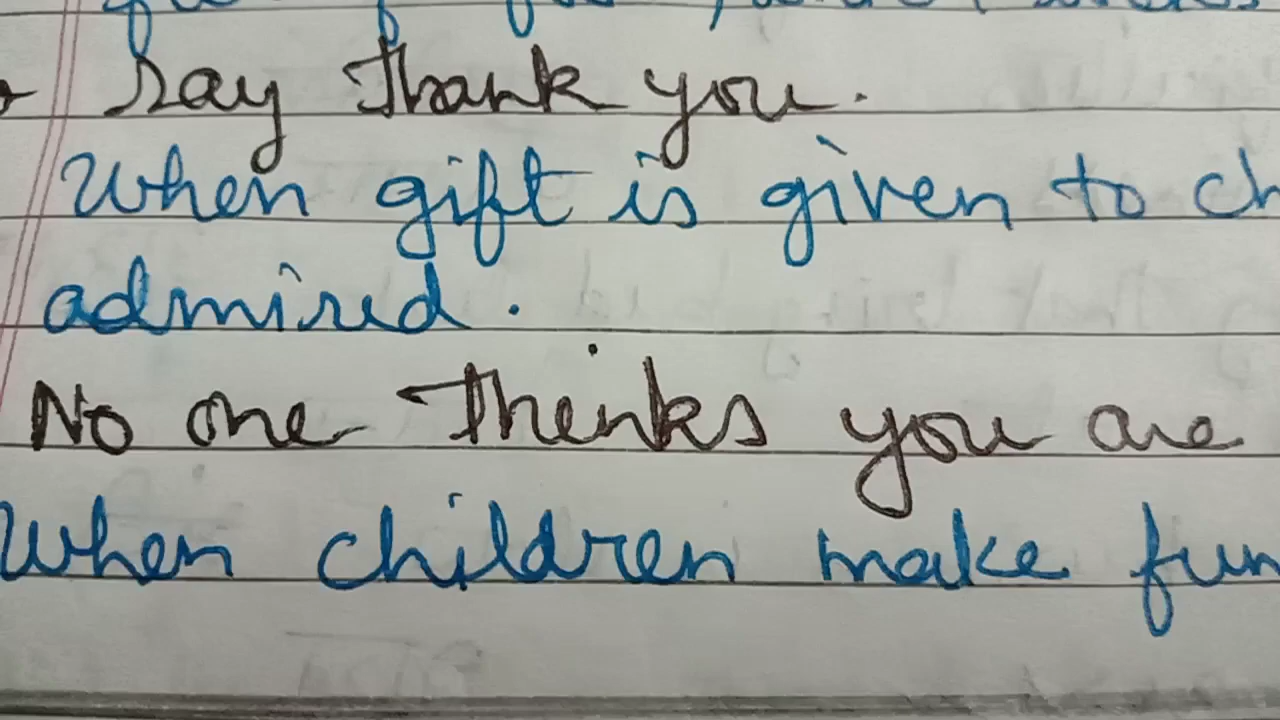 Say Thank you.
When gift is given to ch
admired.
No one thinks you are
When children make fun